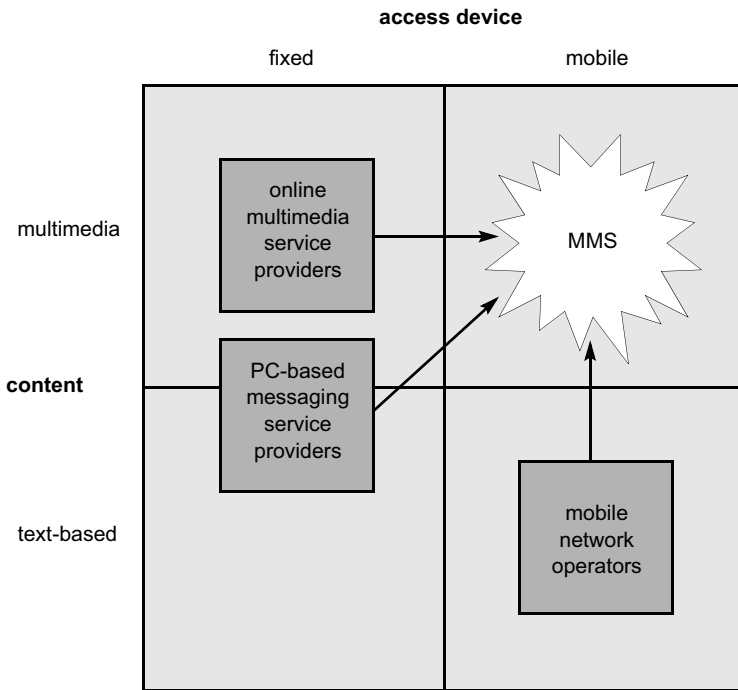 access device
fixed
mobile
multimedia
online
multimedia
service
providers
MMS
content
PC-based
messaging
service
providers
text-based
mobile
network
operators